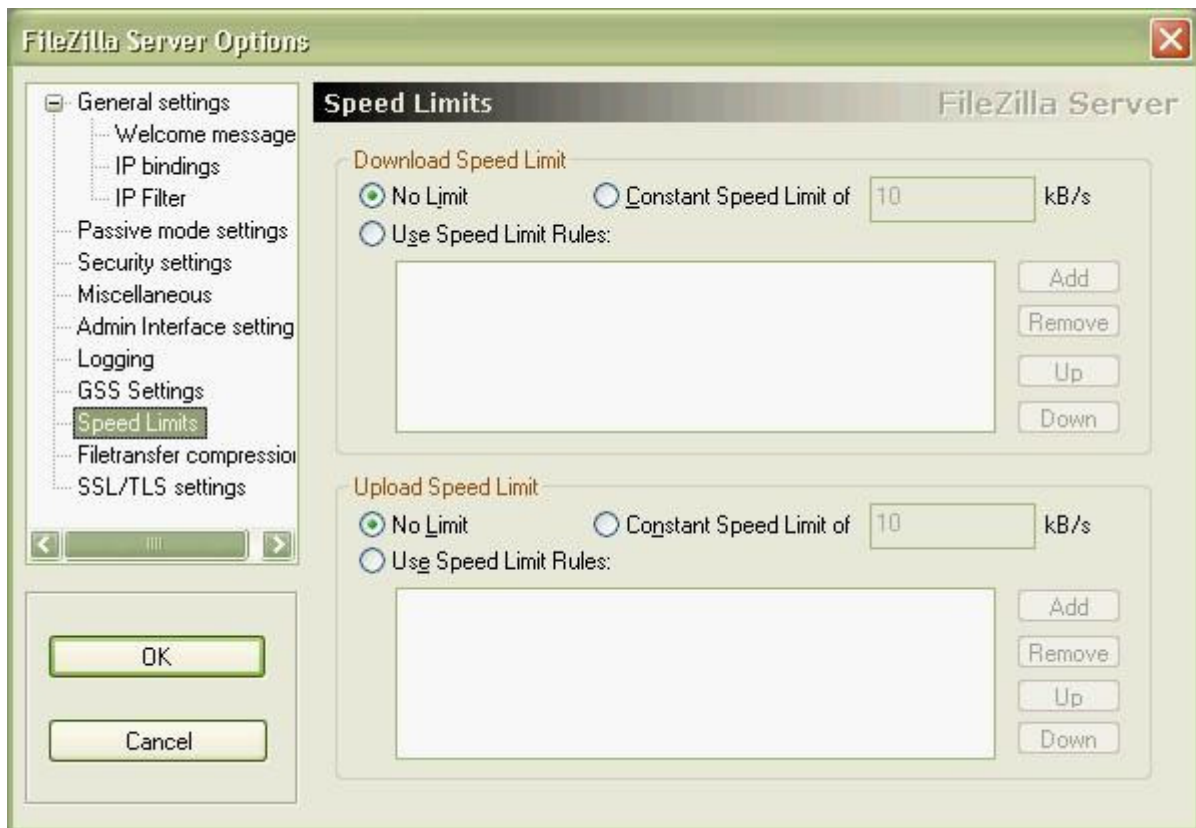 FileZilla Server Options
General settings
Welcome message
IP bindings
IP Filter
Passive mode settings
Security settings
Miscellaneous
Admin Interface setting
Logging
GSS Settings
Speed Limits
Filetransfer compression
SSL/TLS settings
OK
Cancel
Speed Limits FileZilla Server
Download Speed Limit
No Limit Constant Speed Limit of 10 kB/s
Use Speed Limit Rules:
Add
Remove
Up
Down
Upload Speed Limit
No Limit Constant Speed Limit of 10 kB/s
Use Speed Limit Rules:
Add
Remove
Up
Down